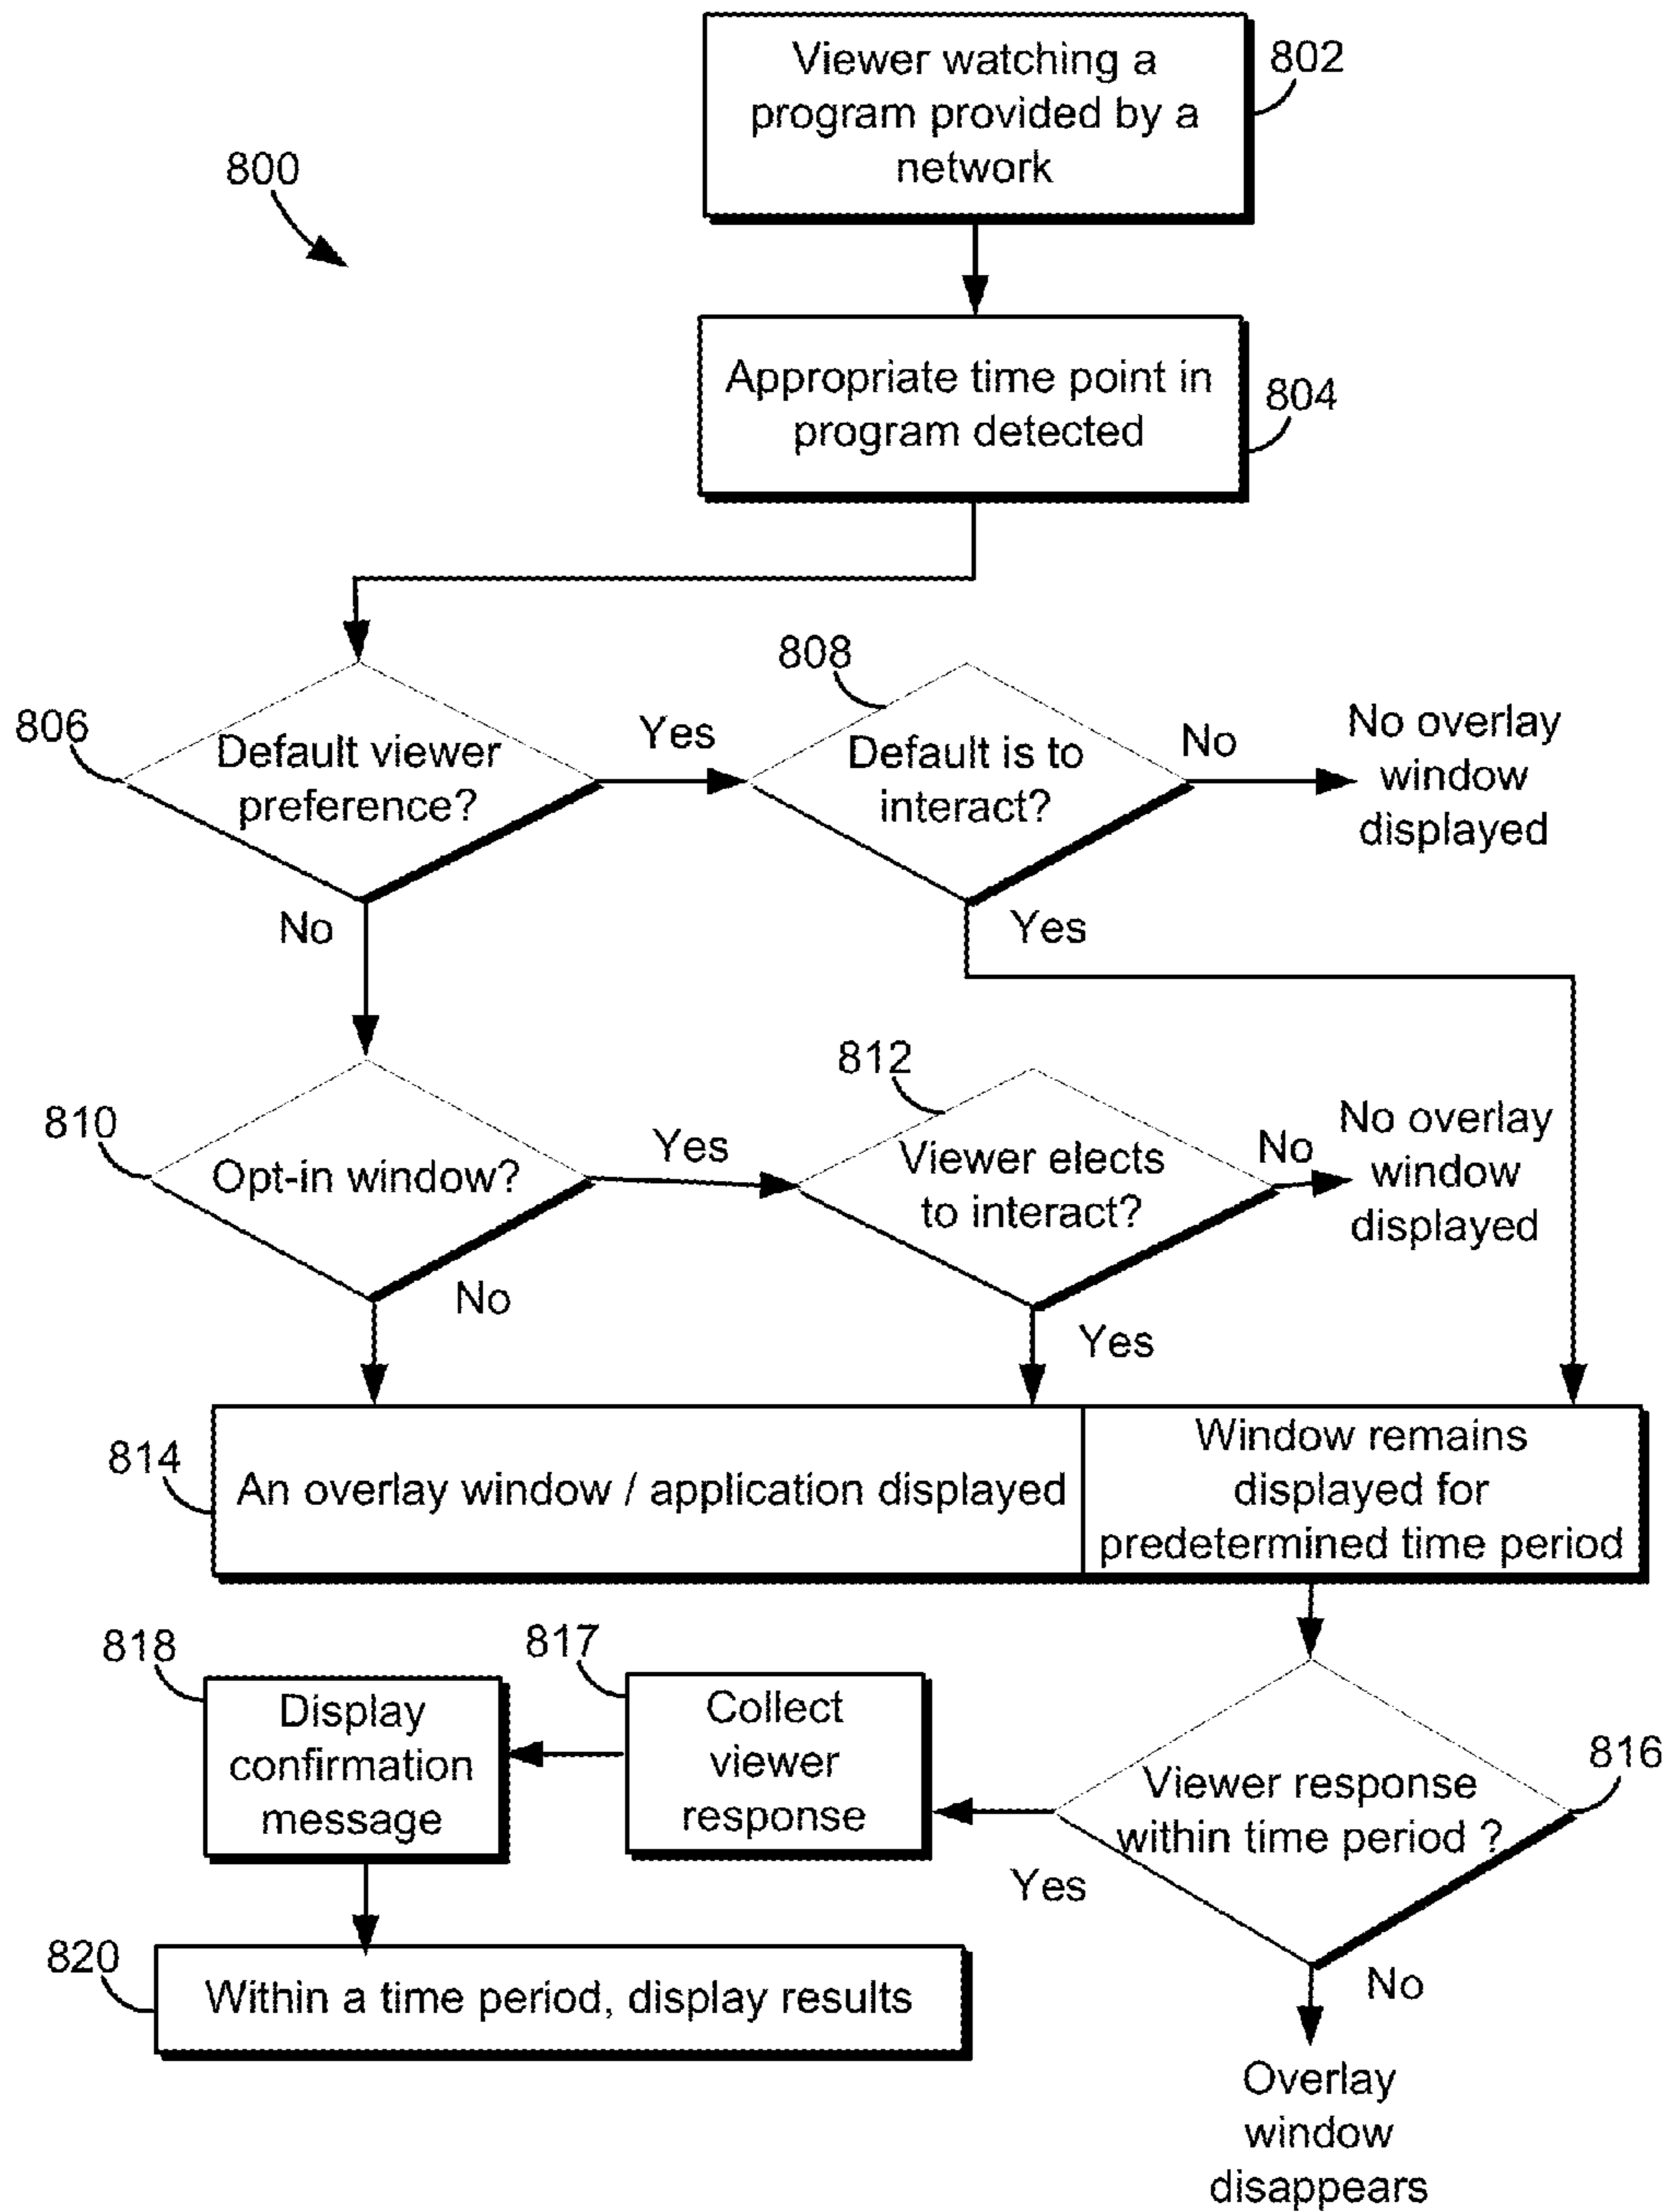 Viewer watching a
program provided by a
network
802
800
Appropriate time point in
program detected
804
806
Default viewer
preference?
Yes
No
808
Default is to
interact?
No
Yes
No overlay
window
displayed
810
Opt-in window?
Yes
No
812
Viewer elects
to interact?
No
Yes
No overlay
window
displayed
814
An overlay window / application displayed
Window remains
displayed for
predetermined time period
816
Viewer response
within time period ?
Yes
No
817
Collect
viewer
response
818
Display
confirmation
message
820
Within a time period, display results
Overlay
window
disappears